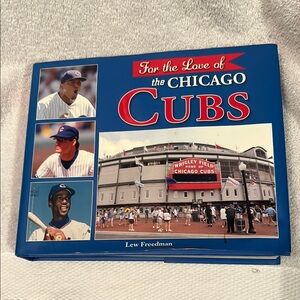 For the Love of
the CHICAGO
CUBS
WRIGLEY FIELD
HOME OF
CHICAGO CUBS
Lew Freedman